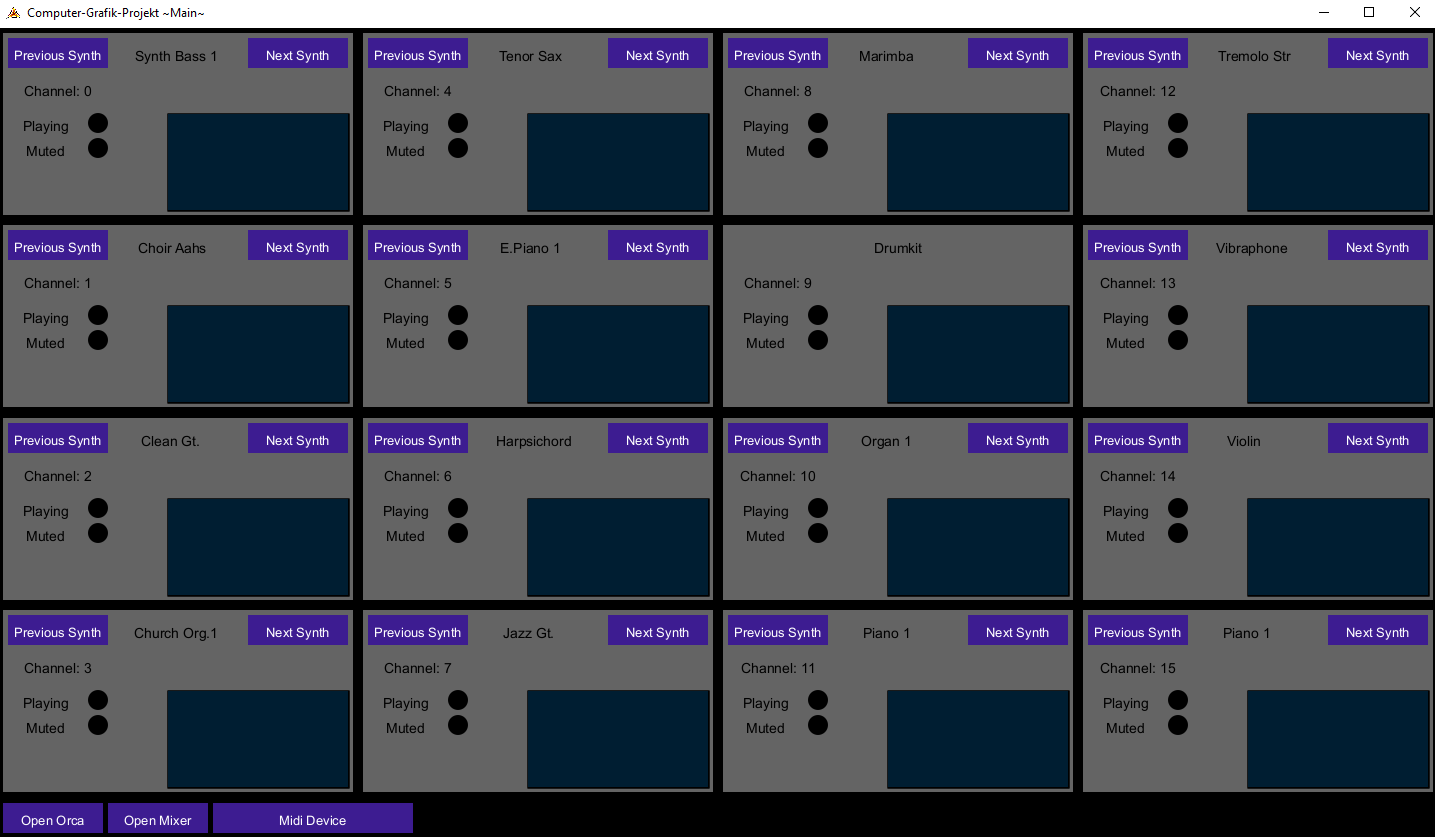 Computer-Grafik-Projekt ~Main~
Previous Synth Synth Bass 1 Next Synth
Channel: 0
Playing
Muted
Previous Synth Tenor Sax Next Synth
Channel: 4
Playing
Muted
Previous Synth Marimba Next Synth
Channel: 8
Playing
Muted
Previous Synth Tremolo Str Next Synth
Channel: 12
Playing
Muted
Previous Synth Choir Aahs Next Synth
Channel: 1
Playing
Muted
Previous Synth E.Piano 1 Next Synth
Channel: 5
Playing
Muted
Drumkit
Channel: 9
Playing
Muted
Previous Synth Vibraphone Next Synth
Channel: 13
Playing
Muted
Previous Synth Clean Gt. Next Synth
Channel: 2
Playing
Muted
Previous Synth Harpsichord Next Synth
Channel: 6
Playing
Muted
Previous Synth Organ 1 Next Synth
Channel: 10
Playing
Muted
Previous Synth Violin Next Synth
Channel: 14
Playing
Muted
Previous Synth Church Org.1 Next Synth
Channel: 3
Playing
Muted
Previous Synth Jazz Gt. Next Synth
Channel: 7
Playing
Muted
Previous Synth Piano 1 Next Synth
Channel: 11
Playing
Muted
Previous Synth Piano 1 Next Synth
Channel: 15
Playing
Muted
Open Orca Open Mixer Midi Device